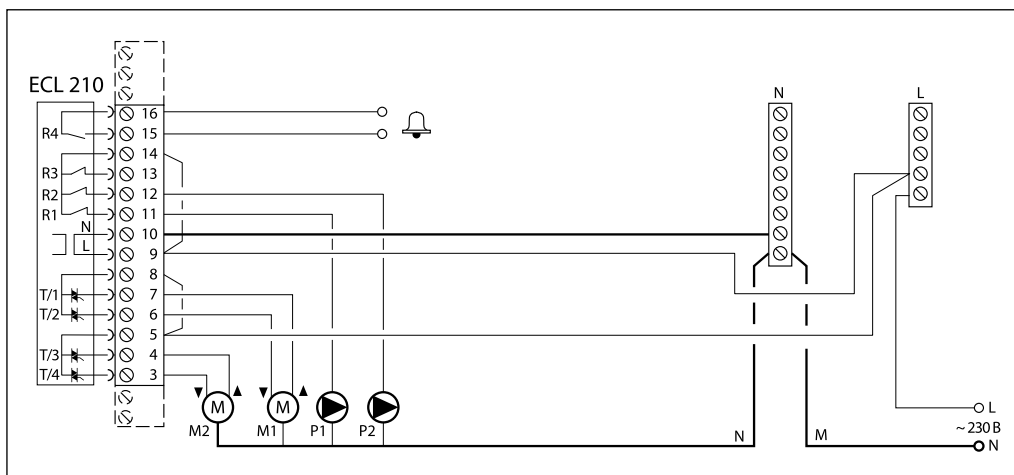 ECL 210
N
L
16
R4
15
14
R3
13
R2
12
R1
11
N
10
L
9
8
T/1
7
T/2
6
5
T/3
4
T/4
3
M
M
M2
M1
P1
P2
N
M
L
~ 230 В
N